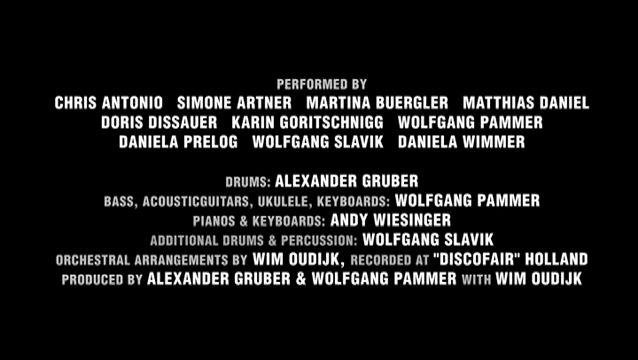 PERFORMED BY
CHRIS ANTONIO SIMONE ARTNER MARTINA BUERGLER MATTHIAS DANIEL
DORIS DISSAUER KARIN GORITSCHNIGG WOLFGANG PAMMER
DANIELA PRELOG WOLFGANG SLAVIK DANIELA WIMMER
DRUMS: ALEXANDER GRUBER
BASS, ACOUSTICGUITARS, UKULELE, KEYBOARDS: WOLFGANG PAMMER
PIANOS & KEYBOARDS: ANDY WIESINGER
ADDITIONAL DRUMS & PERCUSSION: WOLFGANG SLAVIK
ORCHESTRAL ARRANGEMENTS BY WIM OUDIJK, RECORDED AT "DISCOFAIR" HOLLAND
PRODUCED BY ALEXANDER GRUBER & WOLFGANG PAMMER WITH WIM OUDIJK